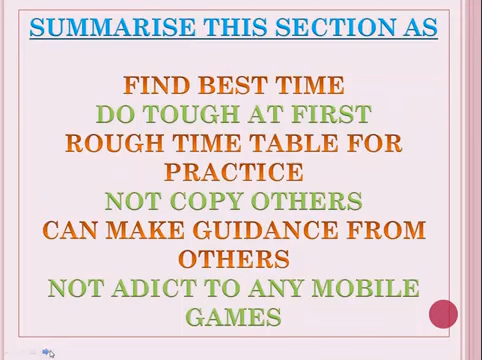 SUMMARISE THIS SECTION AS
FIND BEST TIME
DO TOUGH AT FIRST
ROUGH TIME TABLE FOR
PRACTICE
NOT COPY OTHERS
CAN MAKE GUIDANCE FROM
OTHERS
NOT ADICT TO ANY MOBILE
GAMES